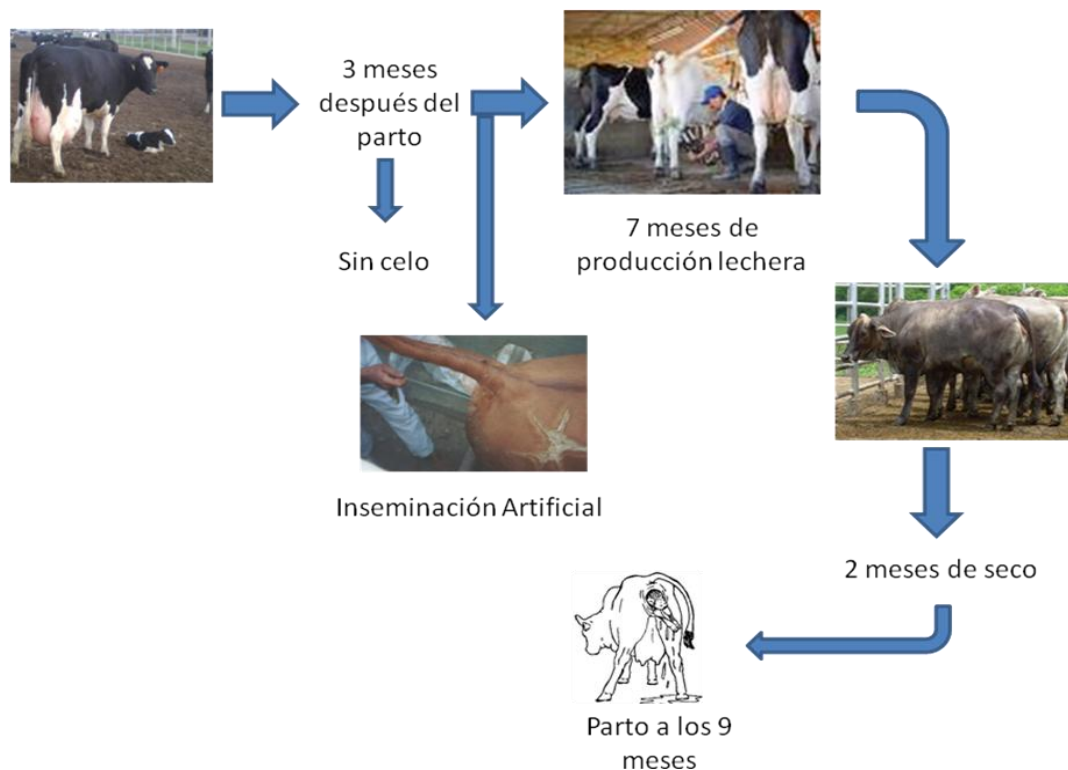 3 meses
después del
parto
Sin celo
7 meses de
producción lechera
Inseminación Artificial
2 meses de seco
Parto a los 9
meses